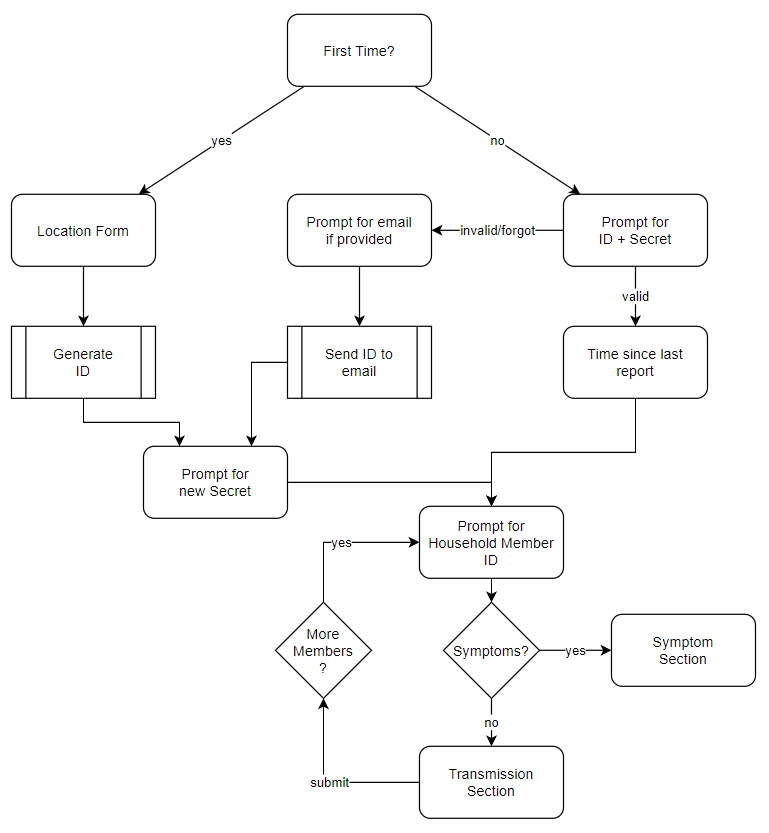 First Time?
yes
no
Location Form
Prompt for email
if provided
invalid/forgot
Prompt for
ID + Secret
valid
Generate
ID
Send ID to
email
Time since last
report
Prompt for
new Secret
Prompt for
Household Member
ID
yes
More
Members
?
Symptoms?
yes
Symptom
Section
no
submit
Transmission
Section